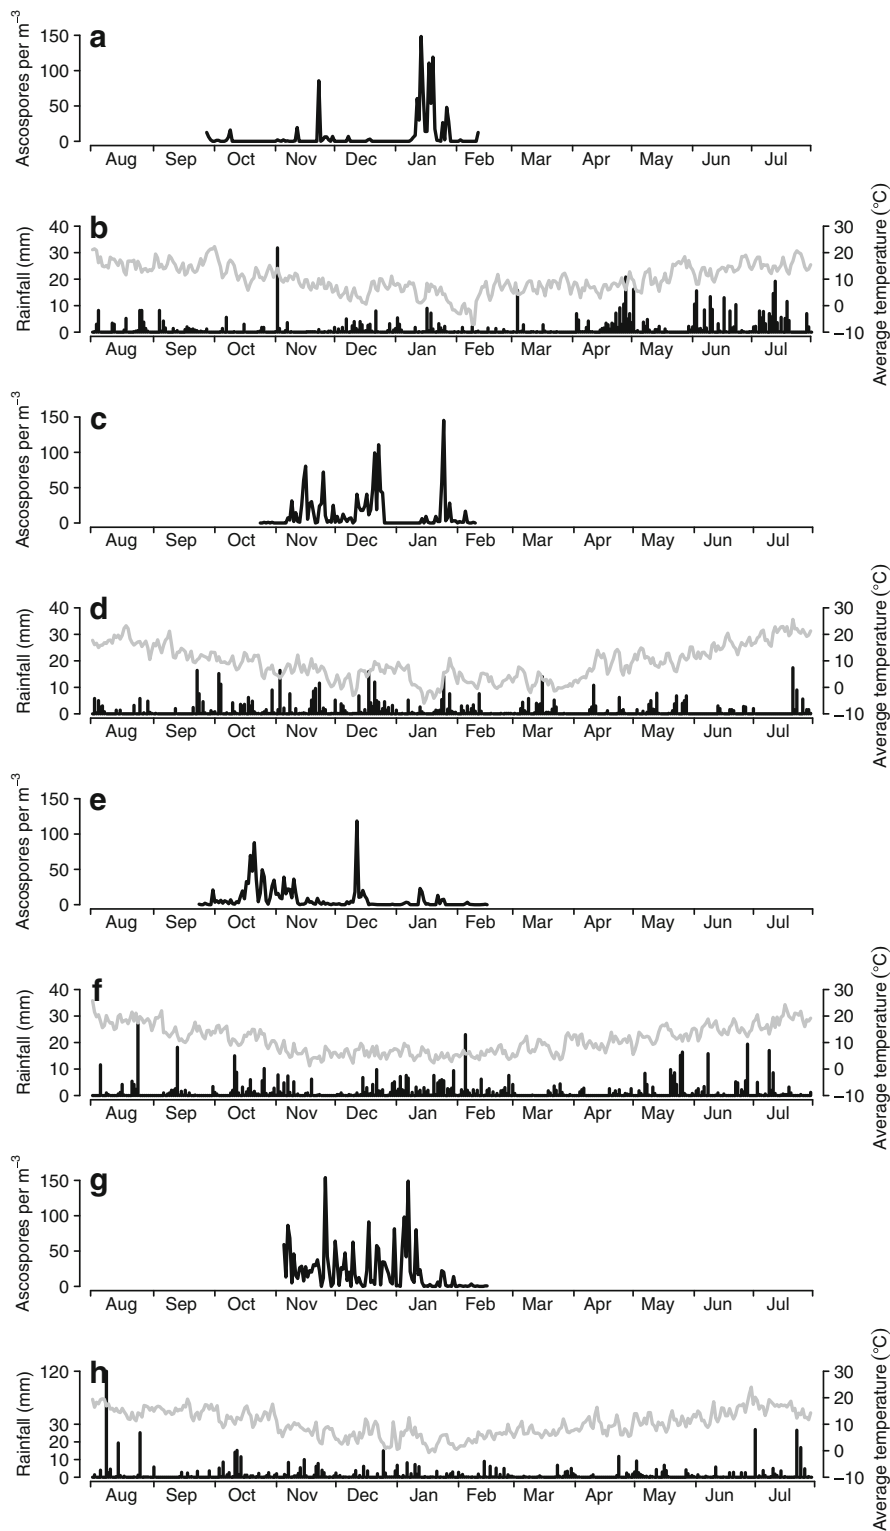 a
Ascospores per m⁻³
150
100
50
0
Aug Sep Oct Nov Dec Jan Feb Mar Apr May Jun Jul
b
Rainfall (mm)
40
30
20
10
0
Average temperature (°C)
30
20
10
0
−10
Aug Sep Oct Nov Dec Jan Feb Mar Apr May Jun Jul
c
Ascospores per m⁻³
150
100
50
0
Aug Sep Oct Nov Dec Jan Feb Mar Apr May Jun Jul
d
Rainfall (mm)
40
30
20
10
0
Average temperature (°C)
30
20
10
0
−10
Aug Sep Oct Nov Dec Jan Feb Mar Apr May Jun Jul
e
Ascospores per m⁻³
150
100
50
0
Aug Sep Oct Nov Dec Jan Feb Mar Apr May Jun Jul
f
Rainfall (mm)
40
30
20
10
0
Average temperature (°C)
30
20
10
0
−10
Aug Sep Oct Nov Dec Jan Feb Mar Apr May Jun Jul
g
Ascospores per m⁻³
150
100
50
0
Aug Sep Oct Nov Dec Jan Feb Mar Apr May Jun Jul
h
Rainfall (mm)
120
30
20
10
0
Average temperature (°C)
30
20
10
0
−10
Aug Sep Oct Nov Dec Jan Feb Mar Apr May Jun Jul